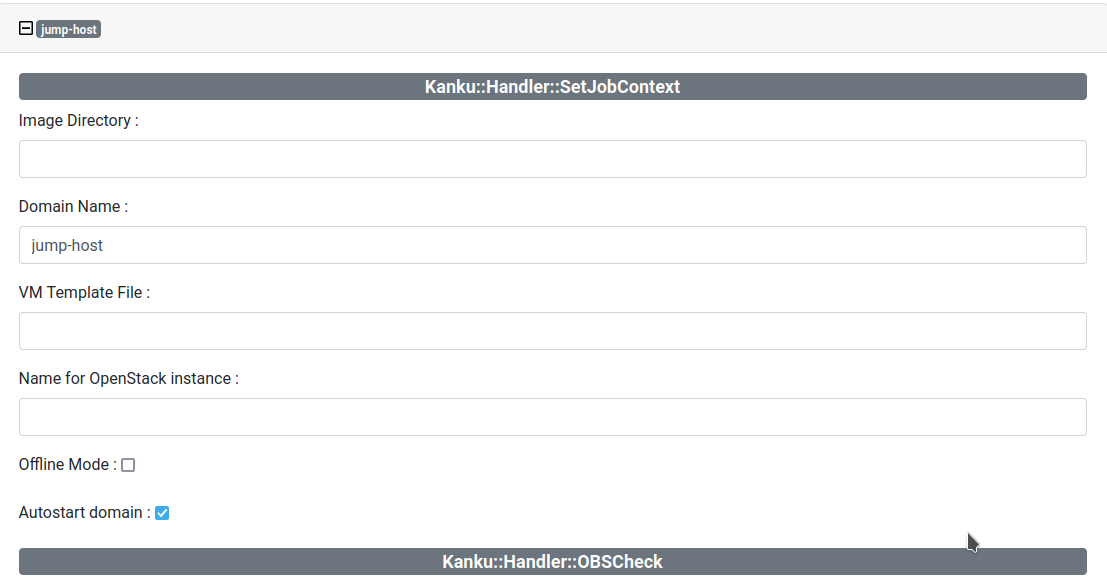 jump-host
Kanku::Handler::SetJobContext
Image Directory :
Domain Name :
jump-host
VM Template File :
Name for OpenStack instance :
Offline Mode :
Autostart domain :
Kanku::Handler::OBSCheck